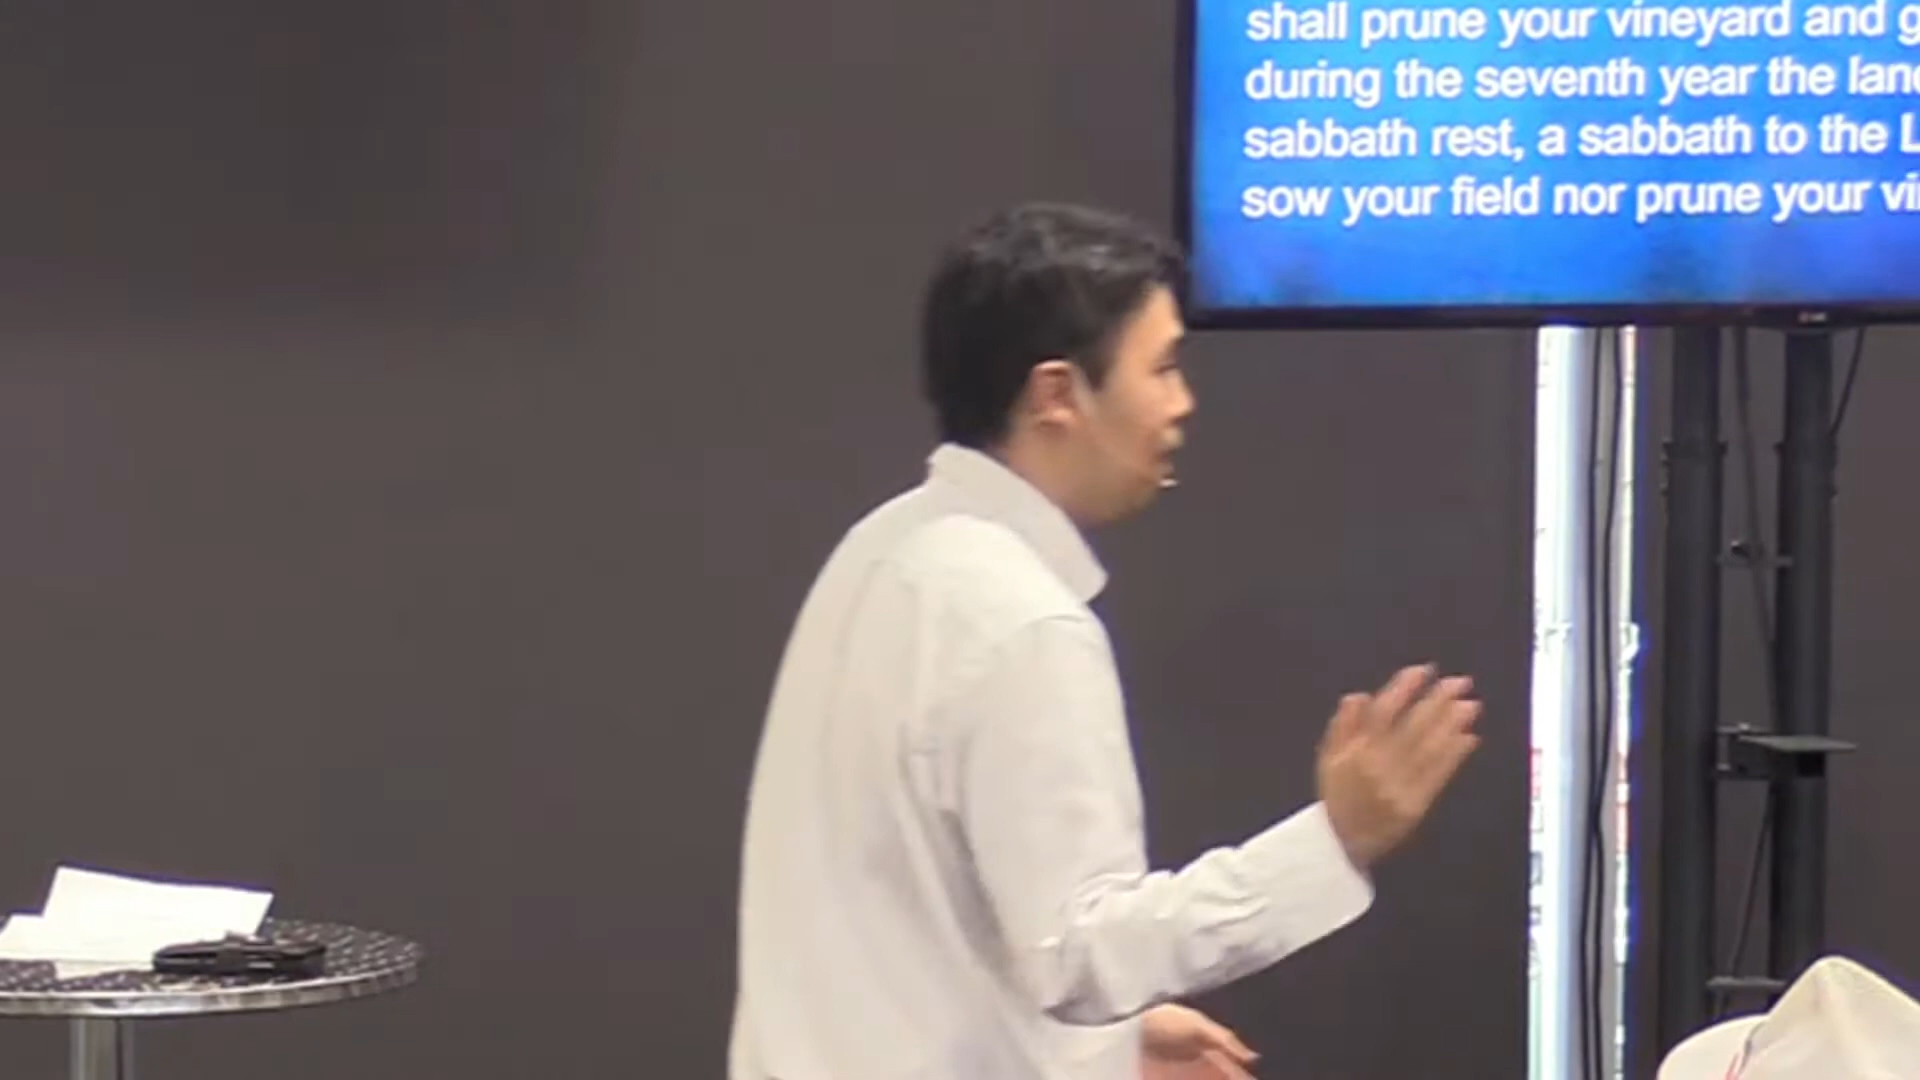 shall prune your vineyard and
during the seventh year the
sabbath rest, a sabbath to the
sow your field nor prune your